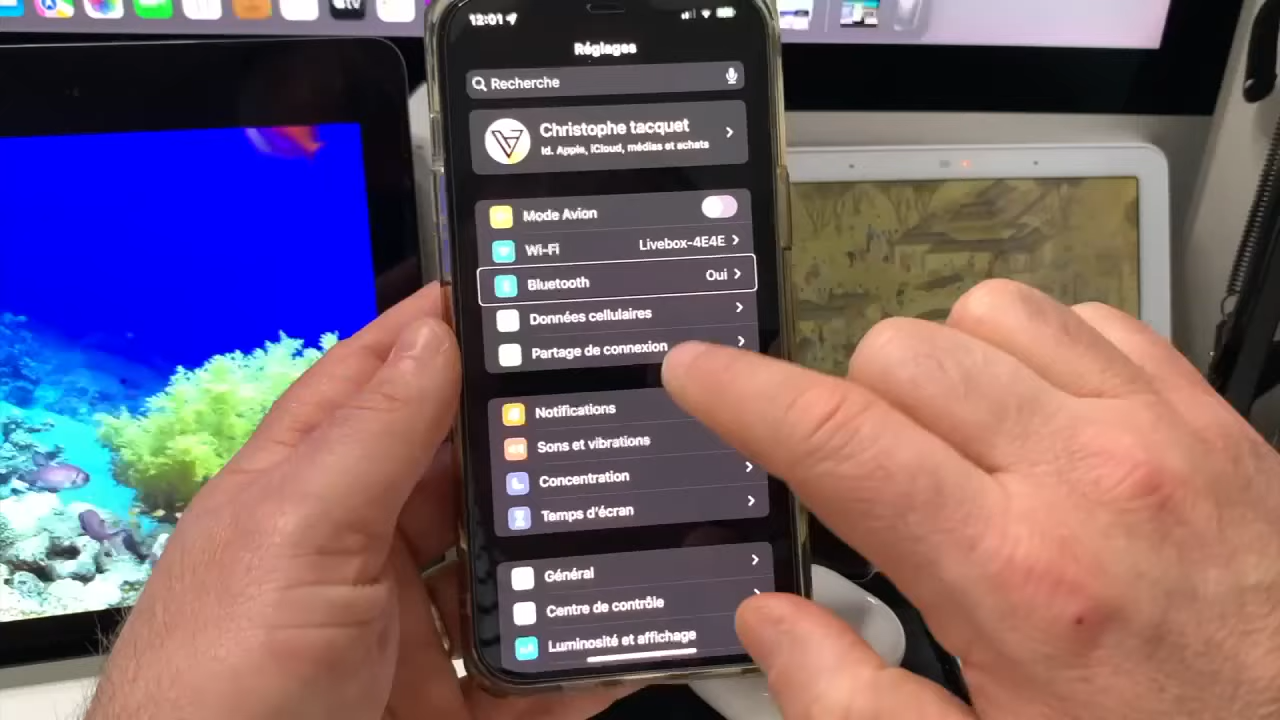 12:01
Réglages
Recherche
Christophe tacquet
Id. Apple, iCloud, médias et achats
Mode Avion
Wi-Fi Livebox-4E4E
Bluetooth Oui
Données cellulaires
Partage de connexion
Notifications
Sons et vibrations
Concentration
Temps d'écran
Général
Centre de contrôle
Luminosité et affichage